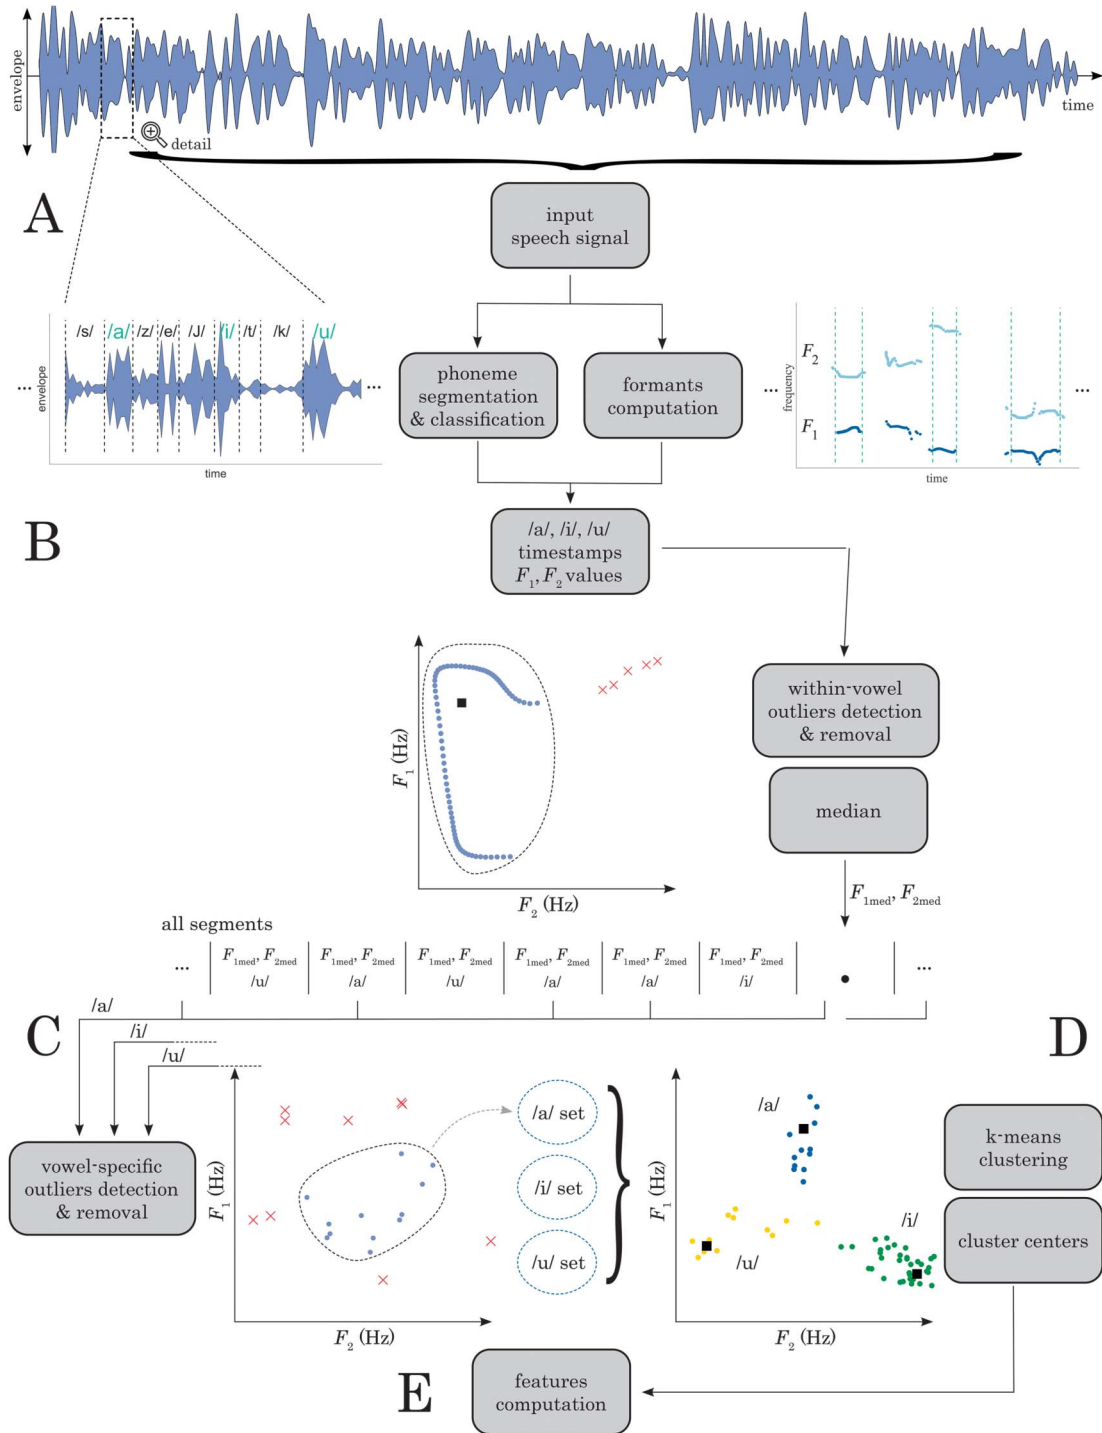 envelope
time
detail
A
input
speech signal
/s/ /a/ /z/ /e/ /J/ /i/ /t/ /k/ /u/
... envelope ...
time
phoneme
segmentation
& classification
formants
computation
F2
F1
... frequency ...
time
B
/a/, /i/, /u/
timestamps
F1, F2 values
within-vowel
outliers detection
& removal
median
F1 (Hz)
F2 (Hz)
F1med, F2med
all segments
... F1med, F2med F1med, F2med F1med, F2med F1med, F2med F1med, F2med F1med, F2med ...
/u/ /a/ /u/ /a/ /a/ /i/
/a/
/i/
/u/
C
D
vowel-specific
outliers detection
& removal
F1 (Hz)
F2 (Hz)
/a/ set
/i/ set
/u/ set
/a/
/i/
/u/
F1 (Hz)
F2 (Hz)
k-means
clustering
cluster centers
E
features
computation